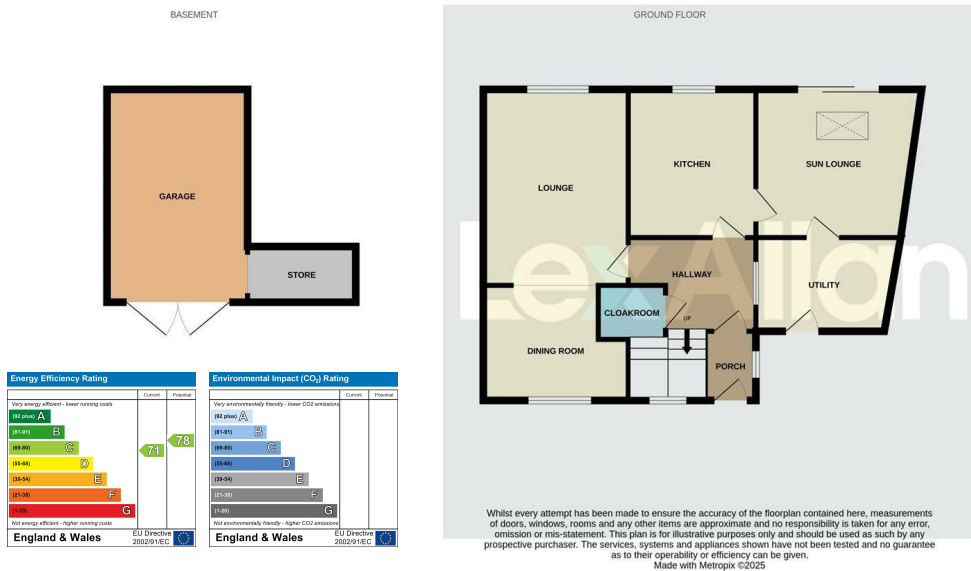 BASEMENT
GARAGE
STORE
GROUND FLOOR
LexAllan
LOUNGE
KITCHEN
SUN LOUNGE
HALLWAY
UTILITY
CLOAKROOM
UP
DINING ROOM
PORCH
Energy Efficiency Rating
Current Potential
Very energy efficient - lower running costs
(92 plus) A
(81-91) B
(69-80) C
(55-68) D
(39-54) E
(21-38) F
(1-20) G
71
78
Not energy efficient - higher running costs
England & Wales
EU Directive
2002/91/EC
Environmental Impact (CO2) Rating
Current Potential
Very environmentally friendly - lower CO2 emissions
(92 plus) A
(81-91) B
(69-80) C
(55-68) D
(39-54) E
(21-38) F
(1-20) G
Not environmentally friendly - higher CO2 emissions
England & Wales
EU Directive
2002/91/EC
Whilst every attempt has been made to ensure the accuracy of the floorplan contained here, measurements
of doors, windows, rooms and any other items are approximate and no responsibility is taken for any error,
omission or mis-statement. This plan is for illustrative purposes only and should be used as such by any
prospective purchaser. The services, systems and appliances shown have not been tested and no guarantee
as to their operability or efficiency can be given.
Made with Metropix ©2025